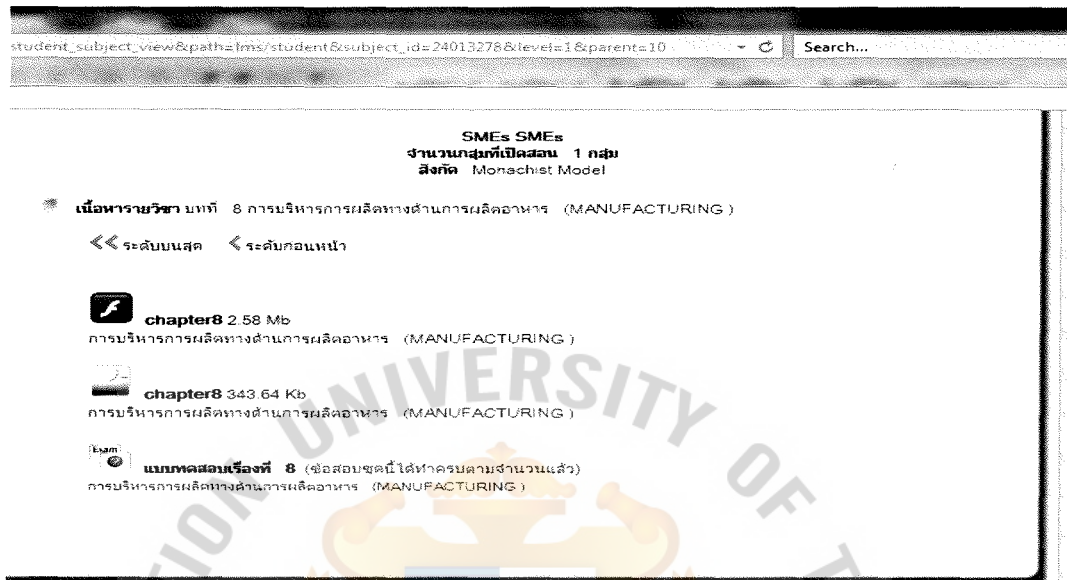 student_subject_view&path=lms/student&subject_id=24013278&level=1&parent=10
Search...
SMEs SMEs
จำนวนกลุ่มที่เปิดสอน 1 กลุ่ม
สังกัด Monachist Model
เนื้อหารายวิชา บทที่ 8 การบริหารการผลิตทางด้านการผลิตอาหาร (MANUFACTURING )
ระดับบนสุด ระดับก่อนหน้า
chapter8 2.58 Mb
การบริหารการผลิตทางด้านการผลิตอาหาร (MANUFACTURING )
chapter8 343.64 Kb
การบริหารการผลิตทางด้านการผลิตอาหาร (MANUFACTURING )
Exam
แบบทดสอบเรื่องที่ 8 (ข้อสอบชุดนี้ได้ทำครบตามจำนวนแล้ว)
การบริหารการผลิตทางด้านการผลิตอาหาร (MANUFACTURING )
UNIVERSITY OF